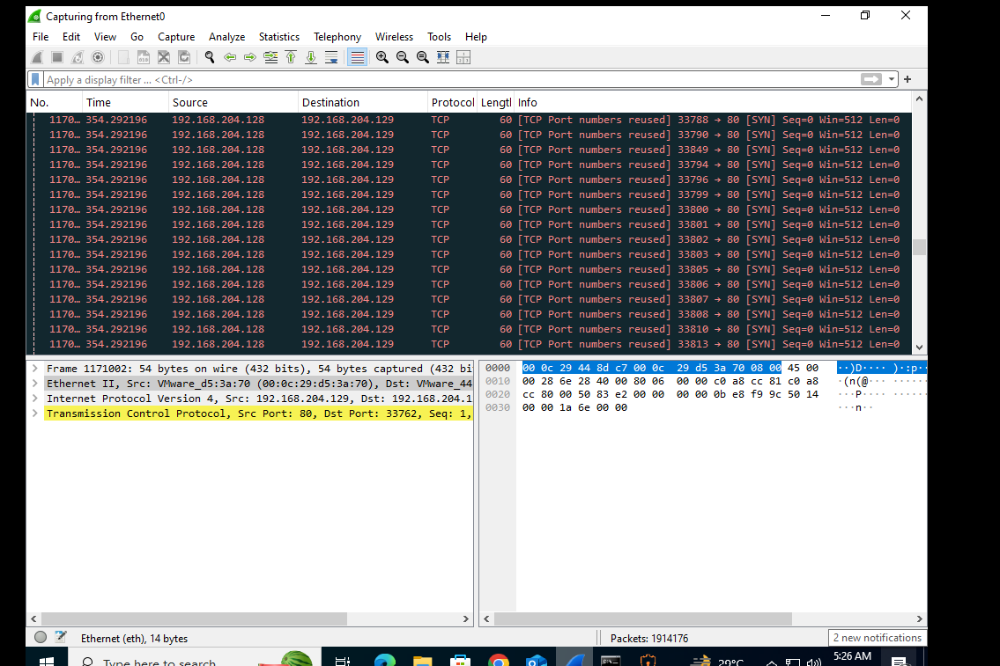 Capturing from Ethernet0
File Edit View Go Capture Analyze Statistics Telephony Wireless Tools Help
Apply a display filter ... <Ctrl-/>
No. Time Source Destination Protocol Lengtl Info
1170… 354.292196 192.168.204.128 192.168.204.129 TCP 60 [TCP Port numbers reused] 33788 → 80 [SYN] Seq=0 Win=512 Len=0
1170… 354.292196 192.168.204.128 192.168.204.129 TCP 60 [TCP Port numbers reused] 33790 → 80 [SYN] Seq=0 Win=512 Len=0
1170… 354.292196 192.168.204.128 192.168.204.129 TCP 60 [TCP Port numbers reused] 33849 → 80 [SYN] Seq=0 Win=512 Len=0
1170… 354.292196 192.168.204.128 192.168.204.129 TCP 60 [TCP Port numbers reused] 33794 → 80 [SYN] Seq=0 Win=512 Len=0
1170… 354.292196 192.168.204.128 192.168.204.129 TCP 60 [TCP Port numbers reused] 33796 → 80 [SYN] Seq=0 Win=512 Len=0
1170… 354.292196 192.168.204.128 192.168.204.129 TCP 60 [TCP Port numbers reused] 33799 → 80 [SYN] Seq=0 Win=512 Len=0
1170… 354.292196 192.168.204.128 192.168.204.129 TCP 60 [TCP Port numbers reused] 33800 → 80 [SYN] Seq=0 Win=512 Len=0
1170… 354.292196 192.168.204.128 192.168.204.129 TCP 60 [TCP Port numbers reused] 33801 → 80 [SYN] Seq=0 Win=512 Len=0
1170… 354.292196 192.168.204.128 192.168.204.129 TCP 60 [TCP Port numbers reused] 33802 → 80 [SYN] Seq=0 Win=512 Len=0
1170… 354.292196 192.168.204.128 192.168.204.129 TCP 60 [TCP Port numbers reused] 33803 → 80 [SYN] Seq=0 Win=512 Len=0
1170… 354.292196 192.168.204.128 192.168.204.129 TCP 60 [TCP Port numbers reused] 33805 → 80 [SYN] Seq=0 Win=512 Len=0
1170… 354.292196 192.168.204.128 192.168.204.129 TCP 60 [TCP Port numbers reused] 33806 → 80 [SYN] Seq=0 Win=512 Len=0
1170… 354.292196 192.168.204.128 192.168.204.129 TCP 60 [TCP Port numbers reused] 33807 → 80 [SYN] Seq=0 Win=512 Len=0
1170… 354.292196 192.168.204.128 192.168.204.129 TCP 60 [TCP Port numbers reused] 33808 → 80 [SYN] Seq=0 Win=512 Len=0
1170… 354.292196 192.168.204.128 192.168.204.129 TCP 60 [TCP Port numbers reused] 33810 → 80 [SYN] Seq=0 Win=512 Len=0
1170… 354.292196 192.168.204.128 192.168.204.129 TCP 60 [TCP Port numbers reused] 33813 → 80 [SYN] Seq=0 Win=512 Len=0
Frame 1171002: 54 bytes on wire (432 bits), 54 bytes captured (432 bi
Ethernet II, Src: VMware_d5:3a:70 (00:0c:29:d5:3a:70), Dst: VMware_44
Internet Protocol Version 4, Src: 192.168.204.129, Dst: 192.168.204.1
Transmission Control Protocol, Src Port: 80, Dst Port: 33762, Seq: 1,
0000 00 0c 29 44 8d c7 00 0c 29 d5 3a 70 08 00 45 00 ··)D···· )·:p··
0010 00 28 6e 28 40 00 80 06 00 00 c0 a8 cc 81 c0 a8 ·(n(@··· ······
0020 cc 80 00 50 83 e2 00 00 00 00 0b e8 f9 9c 50 14 ···P···· ······
0030 00 00 1a 6e 00 00 ···n··
Ethernet (eth), 14 bytes
Packets: 1914176
2 new notifications
Type here to search
29°C
5:26 AM